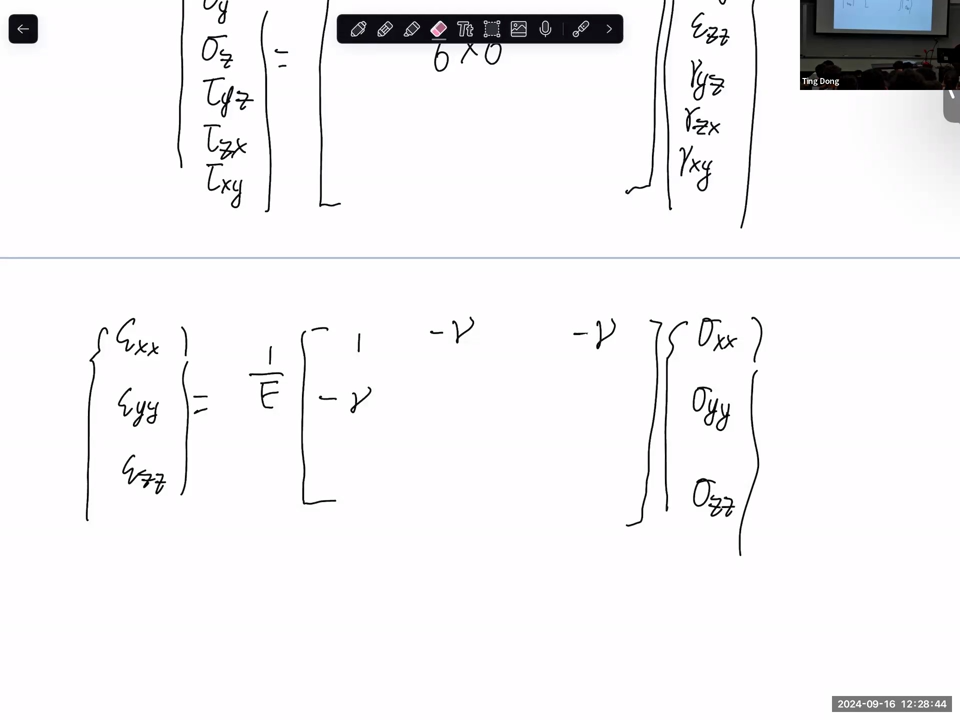 σy
σz = 6×6 εzz
τyz γyz
τzx γzx
τxy γxy
Tt
Ting Dong
εxx 1 -ν -ν σxx
1/E
εyy = -ν σyy
εzz σzz
2024-09-16 12:28:44